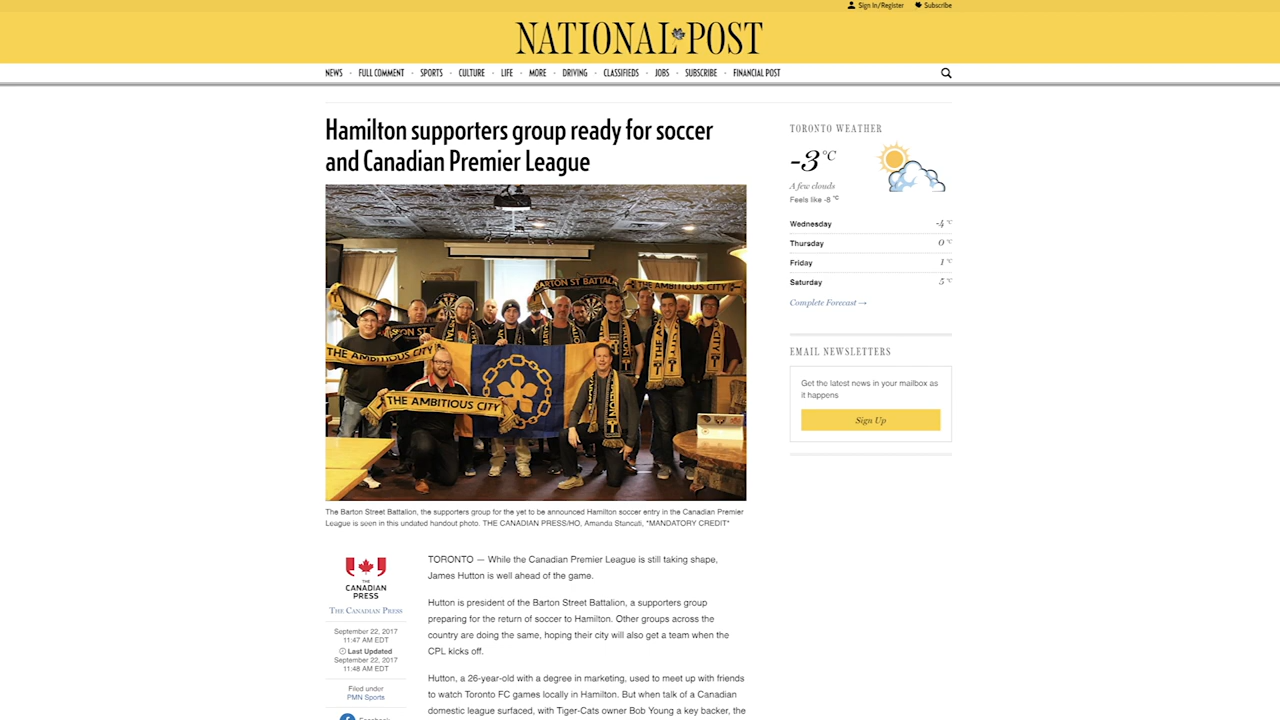 Sign In/Register
Subscribe
NATIONAL POST
NEWS
FULL COMMENT
SPORTS
CULTURE
LIFE
MORE
DRIVING
CLASSIFIEDS
JOBS
SUBSCRIBE
FINANCIAL POST
Hamilton supporters group ready for soccer
and Canadian Premier League
BARTON ST BATTALI
THE AMBITIOUS CITY
THE AMBITIOUS CITY
THE AMBITIOUS CITY
The Barton Street Battalion, the supporters group for the yet to be announced Hamilton soccer entry in the Canadian Premier
League is seen in this undated handout photo. THE CANADIAN PRESS/HO, Amanda Stancati, *MANDATORY CREDIT*
THE
CANADIAN
PRESS
THE CANADIAN PRESS
September 22, 2017
11:47 AM EDT
Last Updated
September 22, 2017
11:48 AM EDT
Filed under
PMN Sports
Facebook
TORONTO — While the Canadian Premier League is still taking shape,
James Hutton is well ahead of the game.
Hutton is president of the Barton Street Battalion, a supporters group
preparing for the return of soccer to Hamilton. Other groups across the
country are doing the same, hoping their city will also get a team when the
CPL kicks off.
Hutton, a 26-year-old with a degree in marketing, used to meet up with friends
to watch Toronto FC games locally in Hamilton. But when talk of a Canadian
domestic league surfaced, with Tiger-Cats owner Bob Young a key backer, the
TORONTO WEATHER
-3 °C
A few clouds
Feels like -8 °C
Wednesday -4 °C
Thursday 0 °C
Friday 1 °C
Saturday 5 °C
Complete Forecast →
EMAIL NEWSLETTERS
Get the latest news in your mailbox as
it happens
Sign Up